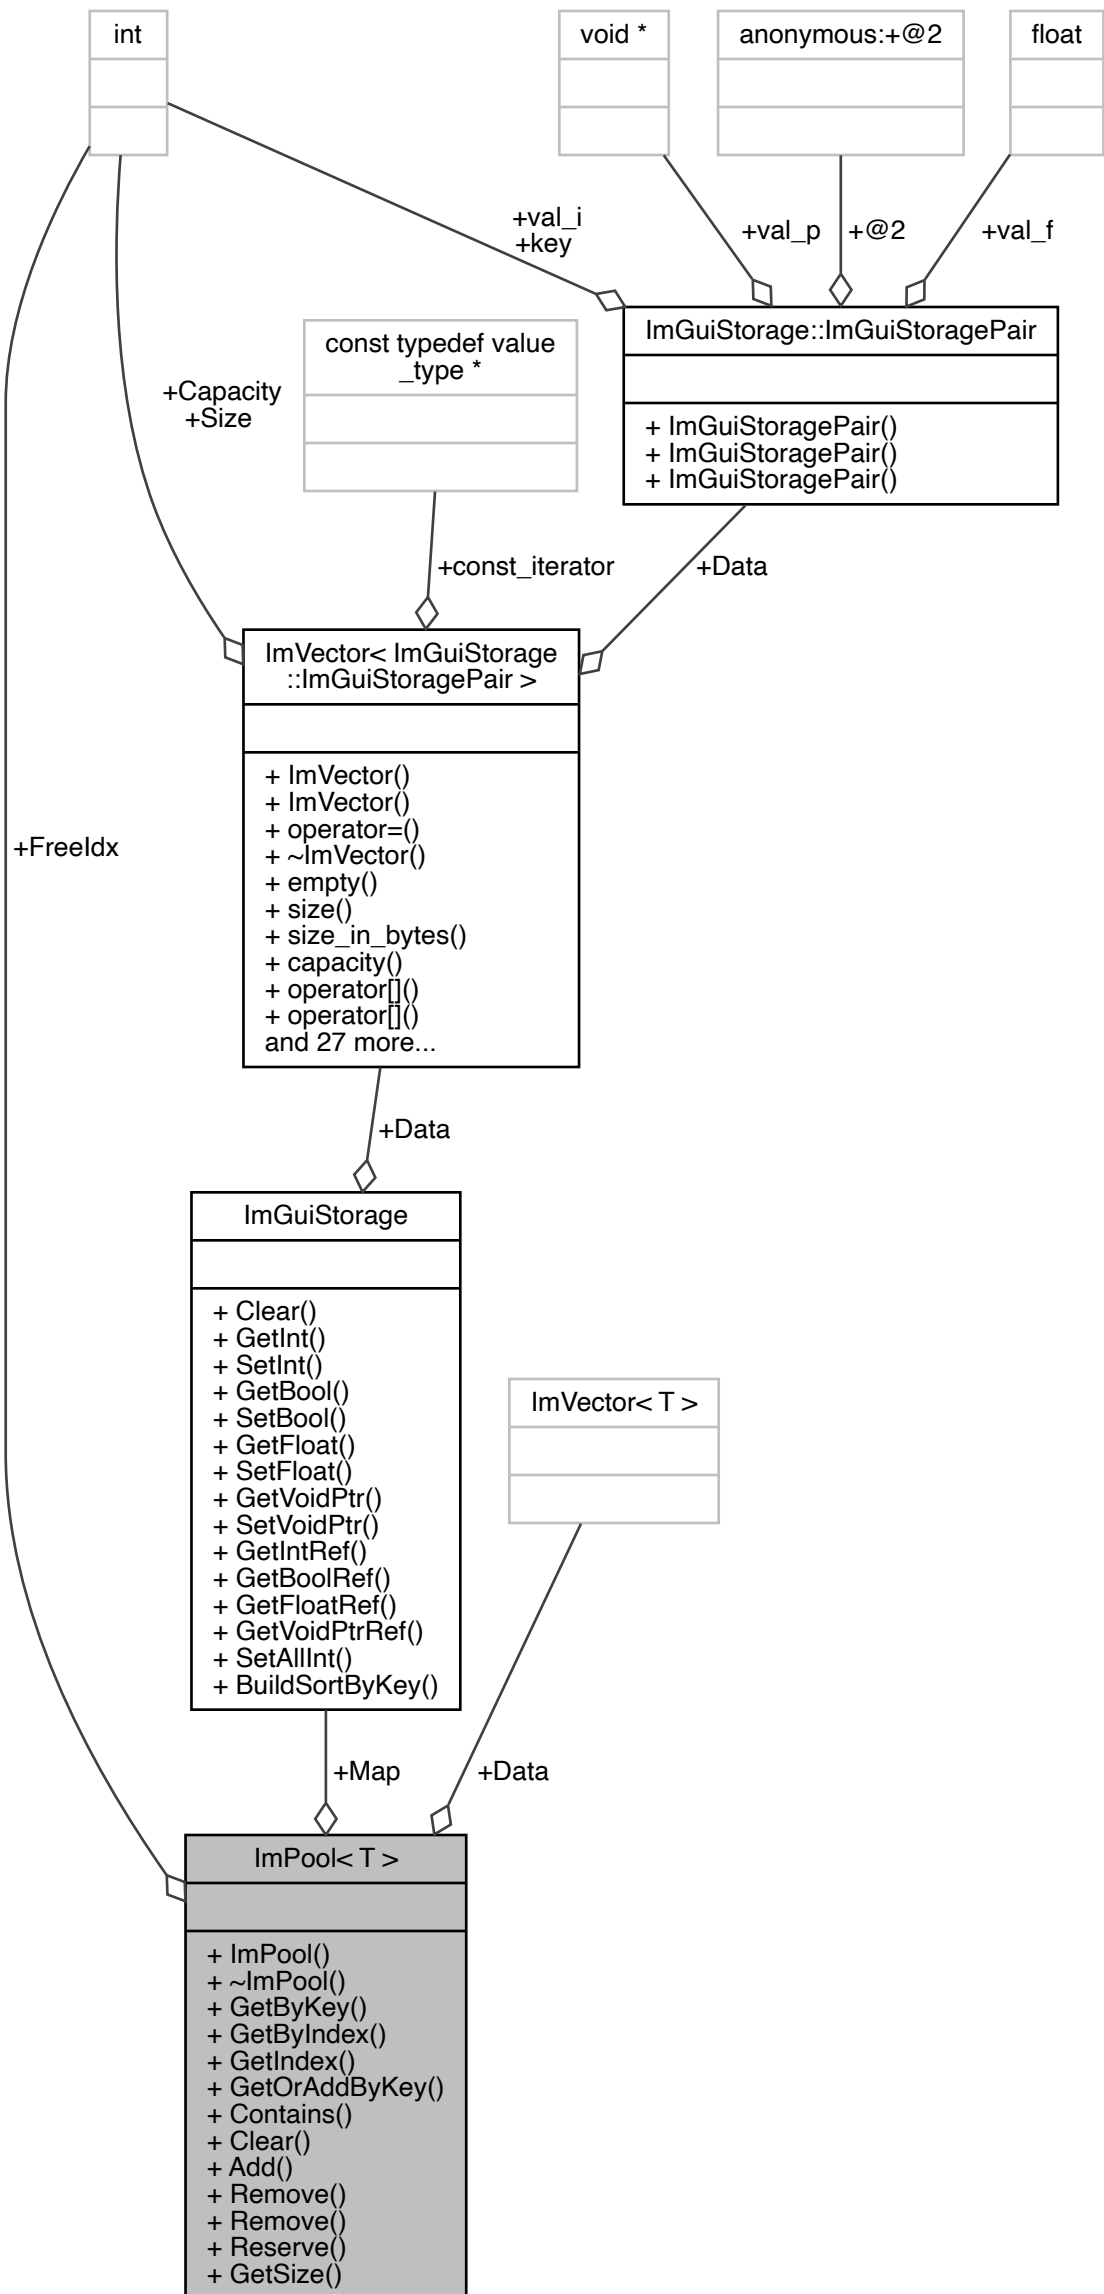 int
void *
anonymous:+@2
float
+val_i
+key
+val_p
+@2
+val_f
ImGuiStorage::ImGuiStoragePair
+ ImGuiStoragePair()
+ ImGuiStoragePair()
+ ImGuiStoragePair()
const typedef value
_type *
+Capacity
+Size
+const_iterator
+Data
ImVector< ImGuiStorage
::ImGuiStoragePair >
+ ImVector()
+ ImVector()
+ operator=()
+ ~ImVector()
+ empty()
+ size()
+ size_in_bytes()
+ capacity()
+ operator[]()
+ operator[]()
and 27 more...
+FreeIdx
+Data
ImGuiStorage
+ Clear()
+ GetInt()
+ SetInt()
+ GetBool()
+ SetBool()
+ GetFloat()
+ SetFloat()
+ GetVoidPtr()
+ SetVoidPtr()
+ GetIntRef()
+ GetBoolRef()
+ GetFloatRef()
+ GetVoidPtrRef()
+ SetAllInt()
+ BuildSortByKey()
ImVector< T >
+Map
+Data
ImPool< T >
+ ImPool()
+ ~ImPool()
+ GetByKey()
+ GetByIndex()
+ GetIndex()
+ GetOrAddByKey()
+ Contains()
+ Clear()
+ Add()
+ Remove()
+ Remove()
+ Reserve()
+ GetSize()